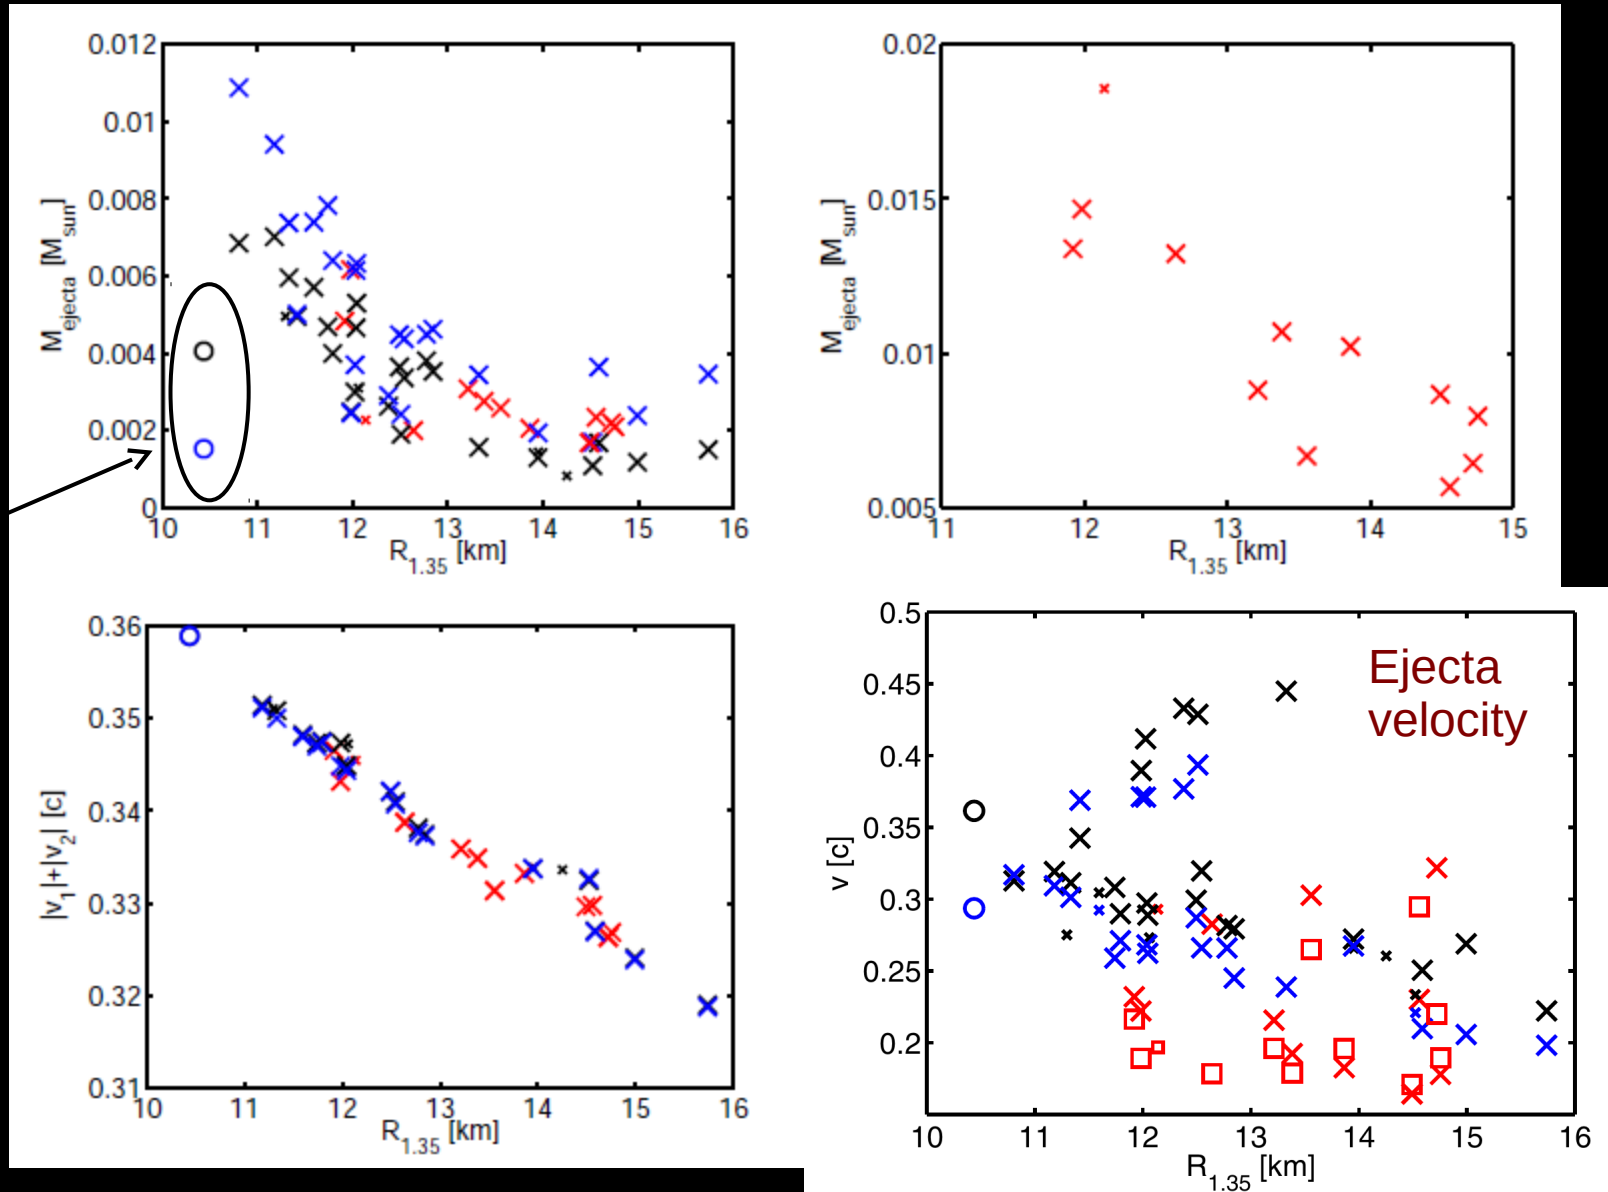 0.012
0.01
0.008
0.006
0.004
0.002
0
M_ejecta [M_sun]
10 11 12 13 14 15 16
R_1.35 [km]
0.02
0.015
0.01
0.005
M_ejecta [M_sun]
11 12 13 14 15
R_1.35 [km]
0.36
0.35
0.34
0.33
0.32
0.31
|v_1|+|v_2| [c]
10 11 12 13 14 15 16
R_1.35 [km]
0.5
0.45
0.4
0.35
0.3
0.25
0.2
v [c]
Ejecta
velocity
10 11 12 13 14 15 16
R_1.35 [km]